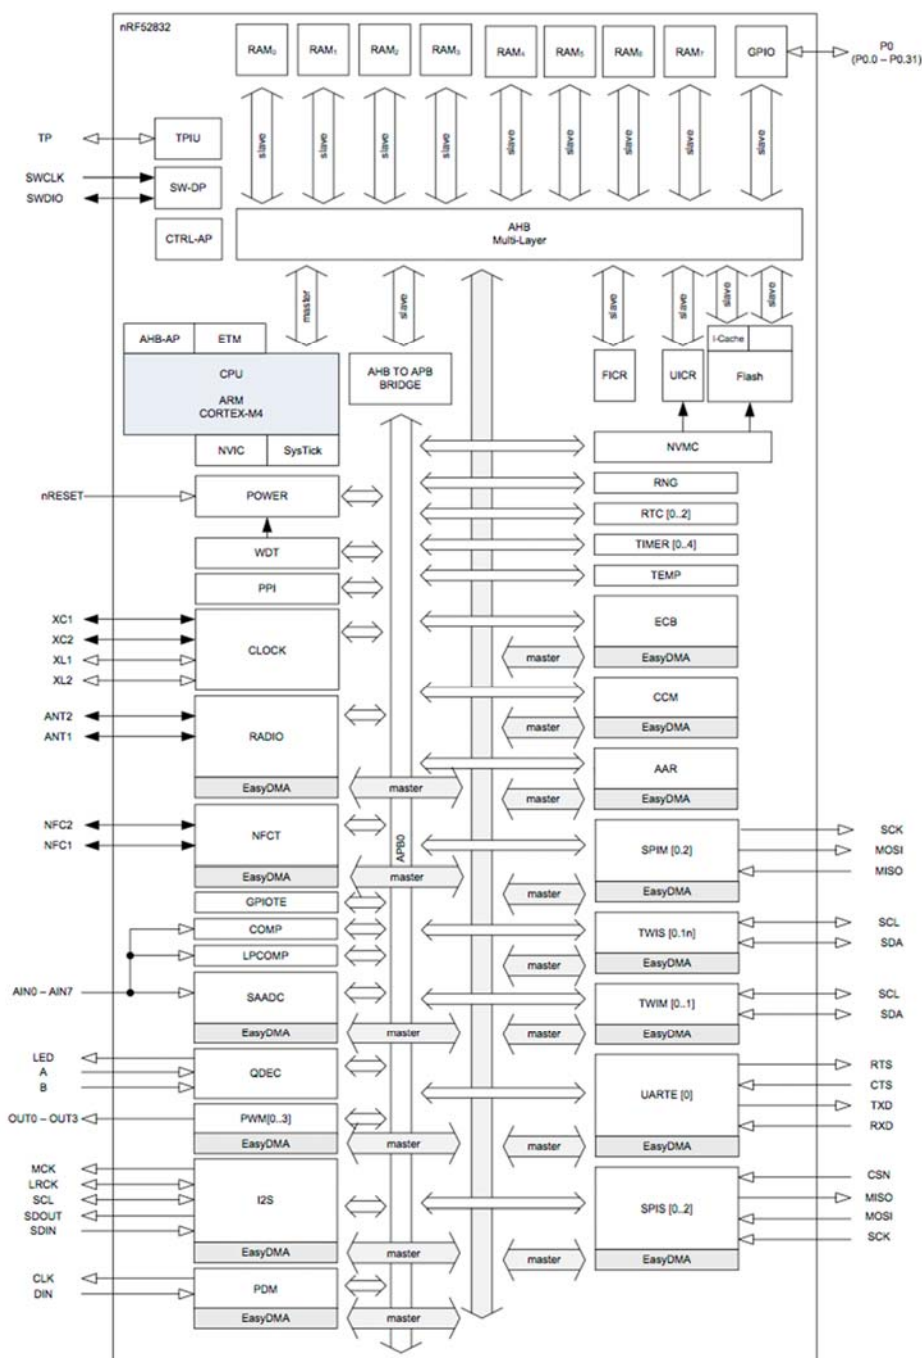 nRF52832
RAM0 RAM1 RAM2 RAM3 RAM4 RAM5 RAM6 RAM7 GPIO P0
(P0.0 – P0.31)
slave slave slave slave slave slave slave slave slave
TP TPIU
SWCLK SW-DP
SWDIO
CTRL-AP
AHB
Multi-Layer
master slave slave slave slave slave
AHB-AP ETM
I-Cache
CPU
ARM
CORTEX-M4
AHB TO APB
BRIDGE
FICR UICR Flash
NVIC SysTick
NVMC
nRESET POWER
RNG
RTC [0..2]
WDT
TIMER [0..4]
PPI
TEMP
XC1
XC2
XL1
XL2
CLOCK
ECB
master EasyDMA
ANT2
ANT1
RADIO
EasyDMA master
CCM
master EasyDMA
AAR
master EasyDMA
NFC2
NFC1
NFCT
EasyDMA master
APB0
SPIM [0.2]
master EasyDMA
SCK
MOSI
MISO
GPIOTE
COMP
LPCOMP
TWIS [0.1n]
master EasyDMA
SCL
SDA
AIN0 – AIN7
SAADC
EasyDMA master
TWIM [0..1]
master EasyDMA
SCL
SDA
LED
A
B
QDEC
UARTE [0]
master EasyDMA
RTS
CTS
TXD
RXD
OUT0 – OUT3 PWM[0..3]
EasyDMA master
MCK
LRCK
SCL
SDOUT
SDIN
I2S
EasyDMA master
SPIS [0..2]
master EasyDMA
CSN
MISO
MOSI
SCK
CLK
DIN
PDM
EasyDMA master